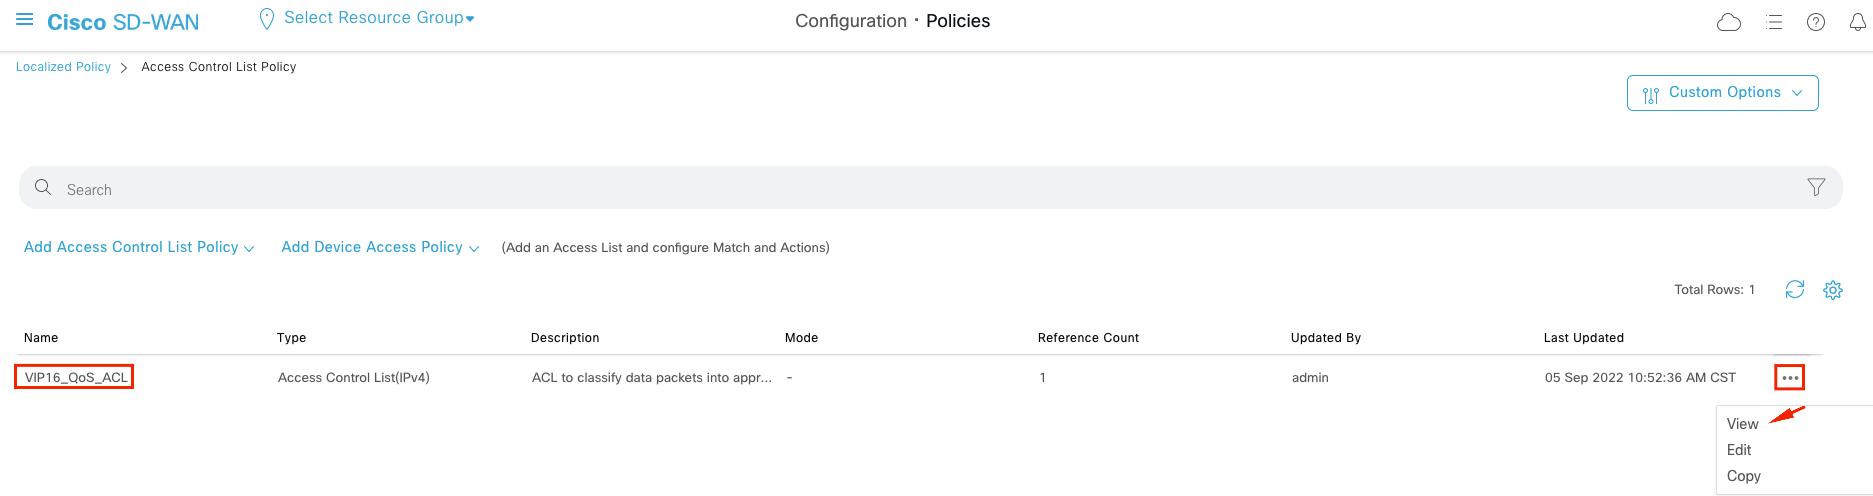 Cisco SD-WAN Select Resource Group Configuration · Policies
Localized Policy Access Control List Policy
Custom Options
Search
Add Access Control List Policy Add Device Access Policy (Add an Access List and configure Match and Actions)
Total Rows: 1
Name Type Description Mode Reference Count Updated By Last Updated
VIP16_QoS_ACL Access Control List(IPv4) ACL to classify data packets into appr... - 1 admin 05 Sep 2022 10:52:36 AM CST
View
Edit
Copy